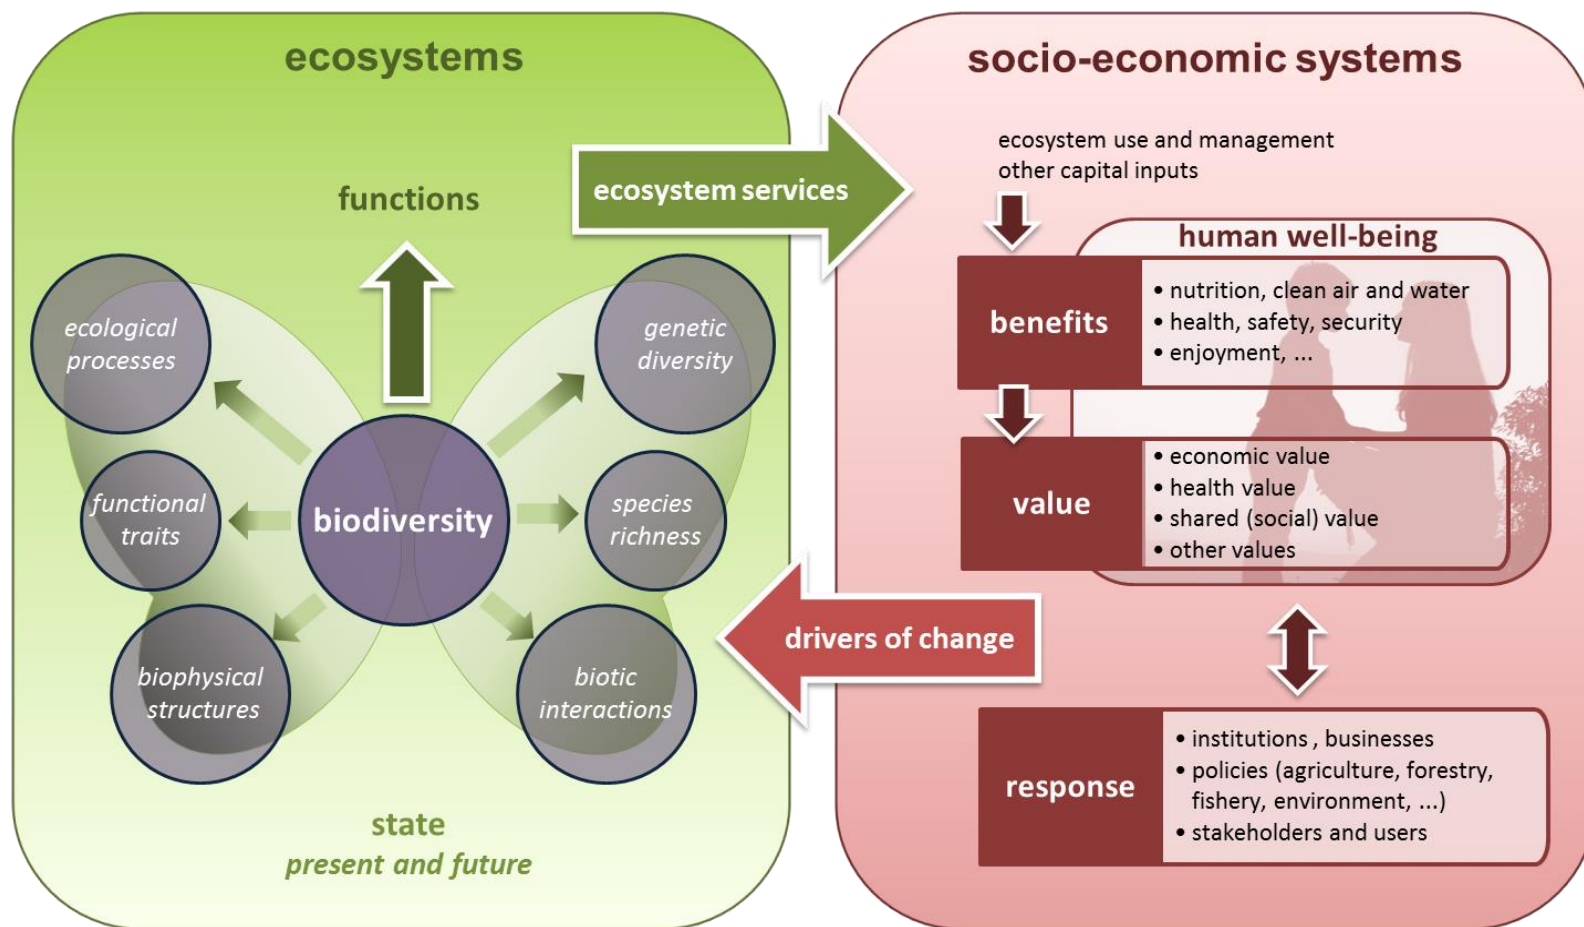 ecosystems
functions
ecosystem services
ecological
processes
genetic
diversity
functional
traits
biodiversity
species
richness
biophysical
structures
biotic
interactions
state
present and future
socio-economic systems
ecosystem use and management
other capital inputs
human well-being
benefits
• nutrition, clean air and water
• health, safety, security
• enjoyment, ...
value
• economic value
• health value
• shared (social) value
• other values
drivers of change
response
• institutions , businesses
• policies (agriculture, forestry,
fishery, environment, ...)
• stakeholders and users